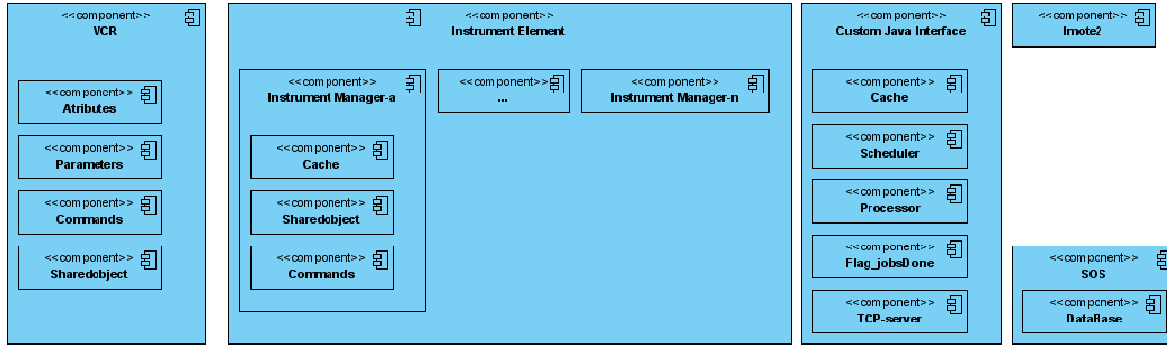 <<component>>
VCR
<<component>>
Atributes
<<component>>
Parameters
<<component>>
Commands
<<component>>
Sharedobject
<<component>>
Instrument Element
<<component>>
Instrument Manager-a
<<component>>
Cache
<<component>>
Sharedobject
<<component>>
Commands
<<component>>
...
<<component>>
Instrument Manager-n
<<component>>
Custom Java Interface
<<component>>
Cache
<<component>>
Scheduler
<<component>>
Processor
<<component>>
Flag_jobsDone
<<component>>
TCP-server
<<component>>
Imote2
<<component>>
SOS
<<component>>
DataBase